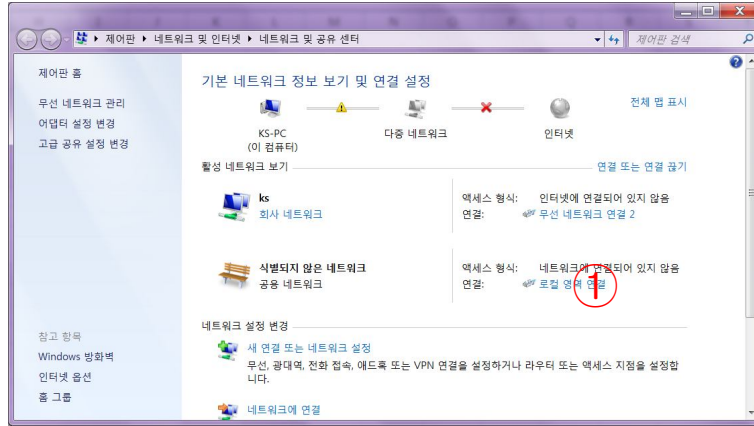 제어판 ▸ 네트워크 및 인터넷 ▸ 네트워크 및 공유 센터
제어판 검색
제어판 홈
무선 네트워크 관리
어댑터 설정 변경
고급 공유 설정 변경
기본 네트워크 정보 보기 및 연결 설정
전체 맵 표시
KS-PC
(이 컴퓨터)
다중 네트워크
인터넷
활성 네트워크 보기
연결 또는 연결 끊기
ks
회사 네트워크
액세스 형식: 인터넷에 연결되어 있지 않음
연결: 무선 네트워크 연결 2
식별되지 않은 네트워크
공용 네트워크
액세스 형식: 네트워크에 연결되어 있지 않음
연결: 로컬 영역 연결
1
네트워크 설정 변경
새 연결 또는 네트워크 설정
무선, 광대역, 전화 접속, 애드혹 또는 VPN 연결을 설정하거나 라우터 또는 액세스 지점을 설정합
니다.
네트워크에 연결
참고 항목
Windows 방화벽
인터넷 옵션
홈 그룹